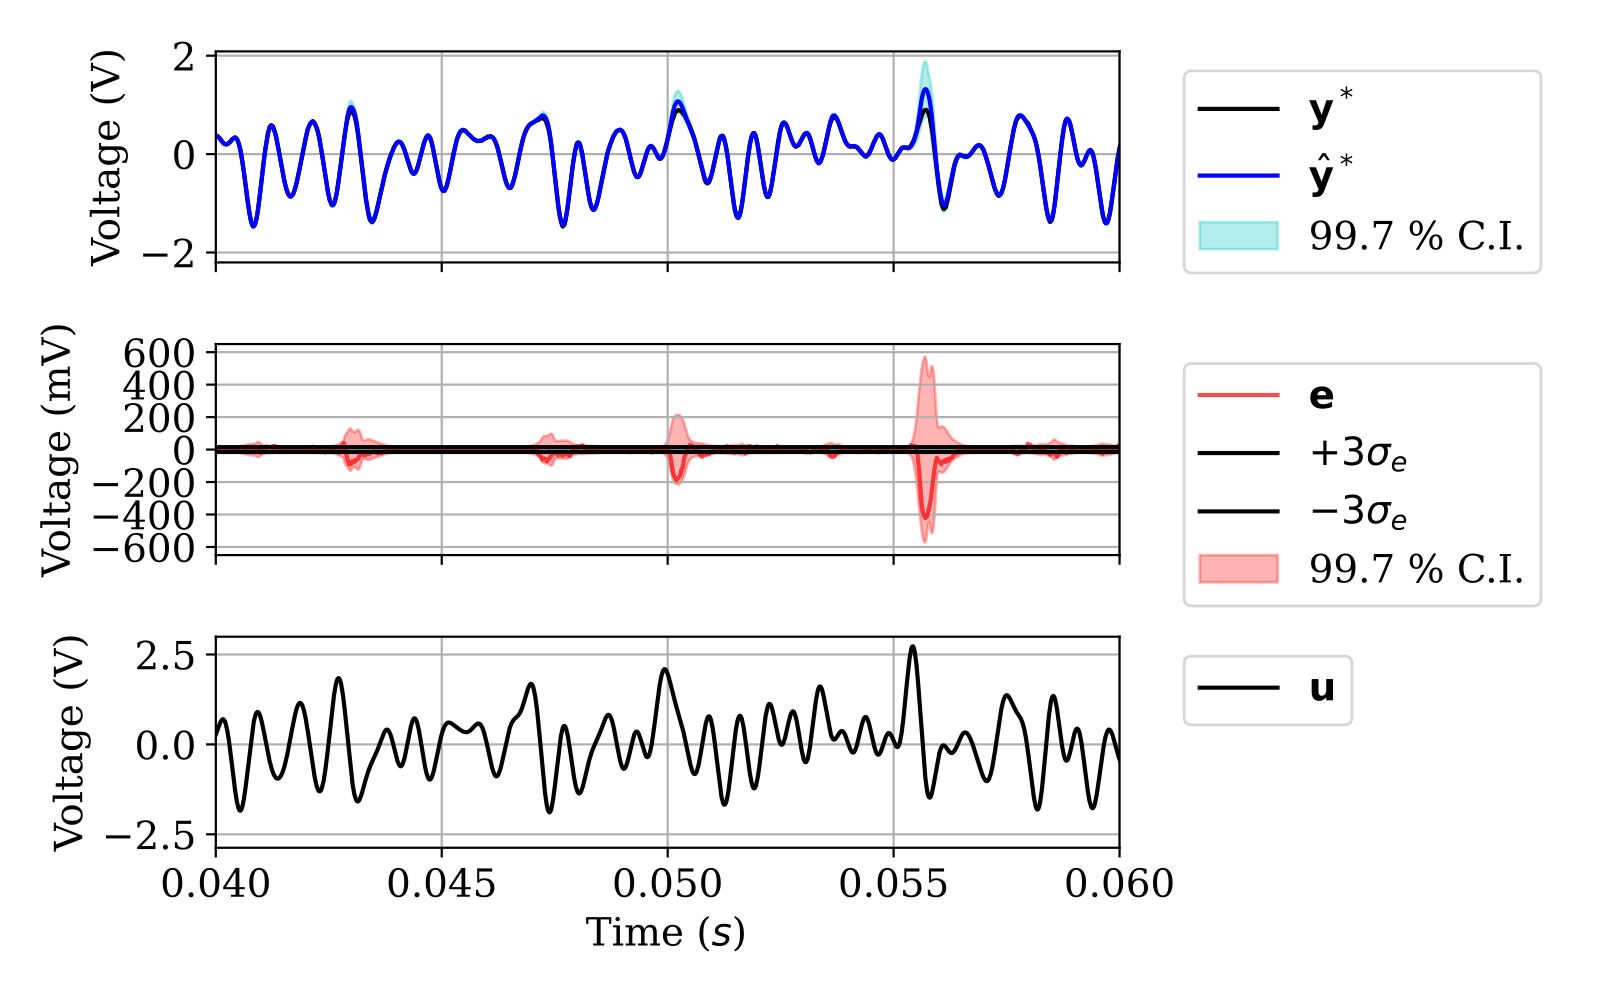 Voltage (V)
2
0
−2
y*
ŷ*
99.7 % C.I.
Voltage (mV)
600
400
200
0
−200
−400
−600
e
+3σₑ
−3σₑ
99.7 % C.I.
Voltage (V)
2.5
0.0
−2.5
u
0.040 0.045 0.050 0.055 0.060
Time (s)